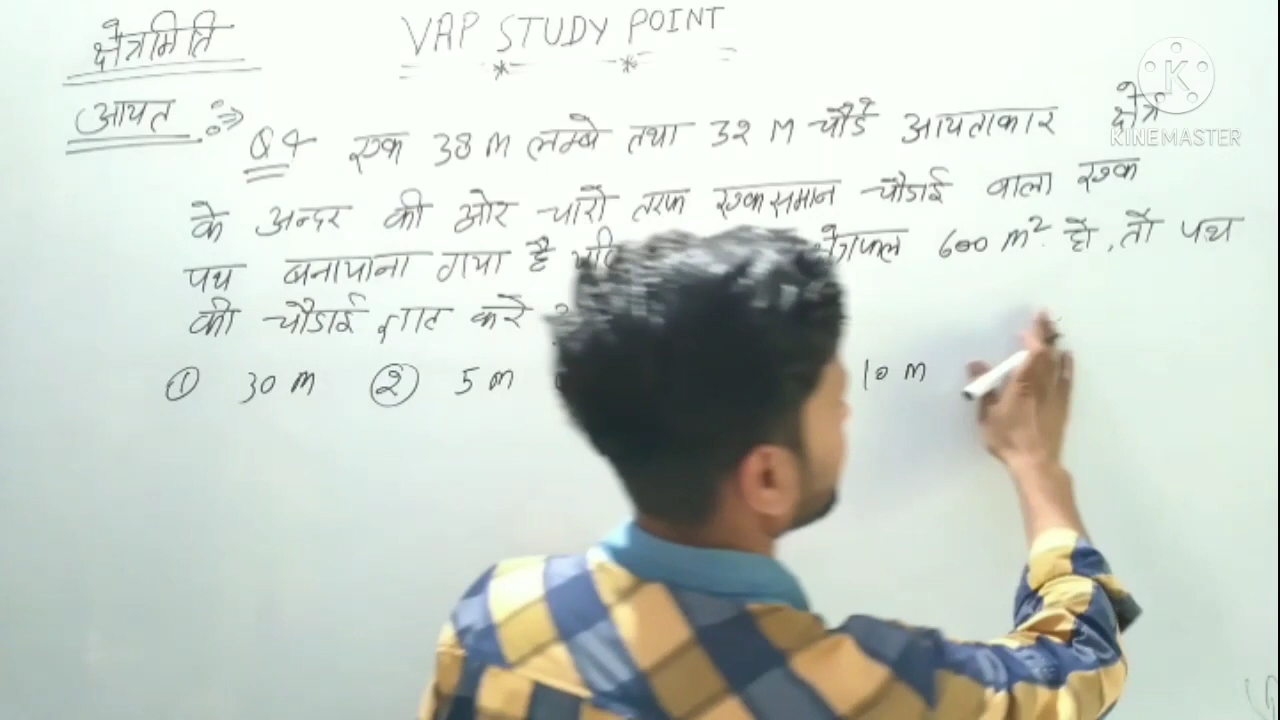 क्षेत्रमिति
VAP STUDY POINT
आयत
Q4 एक 38 m लम्बे तथा 32 M चौडे आयताकार क्षेत्र
के अन्दर की ओर चारों तरफ एकसमान चौडाई वाला एक
पथ बनायाना गया है 600 m². हो, तो पथ
की चौडाई ज्ञात करे
① 30 m ② 5 m 10 m
KINEMASTER